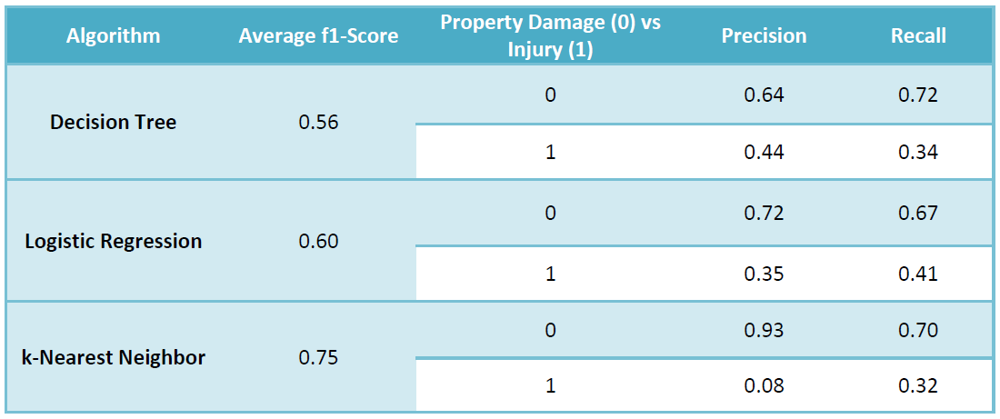 Algorithm Average f1-Score Property Damage (0) vs Injury (1) Precision Recall
Decision Tree 0.56 0 0.64 0.72
1 0.44 0.34
Logistic Regression 0.60 0 0.72 0.67
1 0.35 0.41
k-Nearest Neighbor 0.75 0 0.93 0.70
1 0.08 0.32